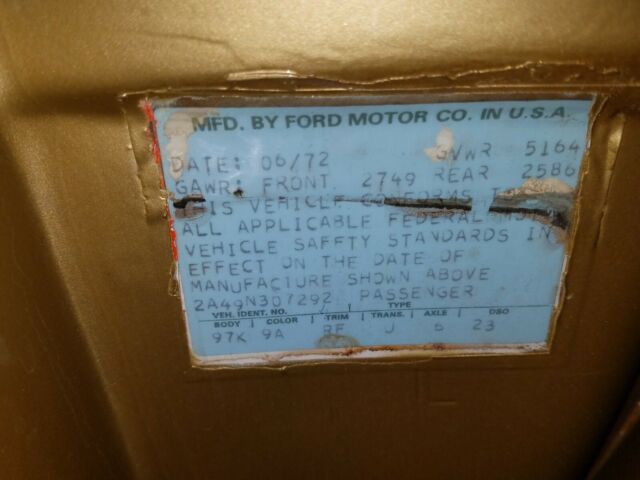 MFD. BY FORD MOTOR CO. IN U.S.A.
DATE: 06/72 GVWR 5164
GAWR: FRONT 2749 REAR 2586
VEHICLE CONFORMS
ALL APPLICABLE FEDERAL
VEHICLE SAFETY STANDARDS IN
EFFECT ON THE DATE OF
MANUFACTURE SHOWN ABOVE
2A49N307292 PASSENGER
VEH. IDENT. NO. TYPE
BODY COLOR TRIM TRANS. AXLE DSO
97K 9A RF U 6 23